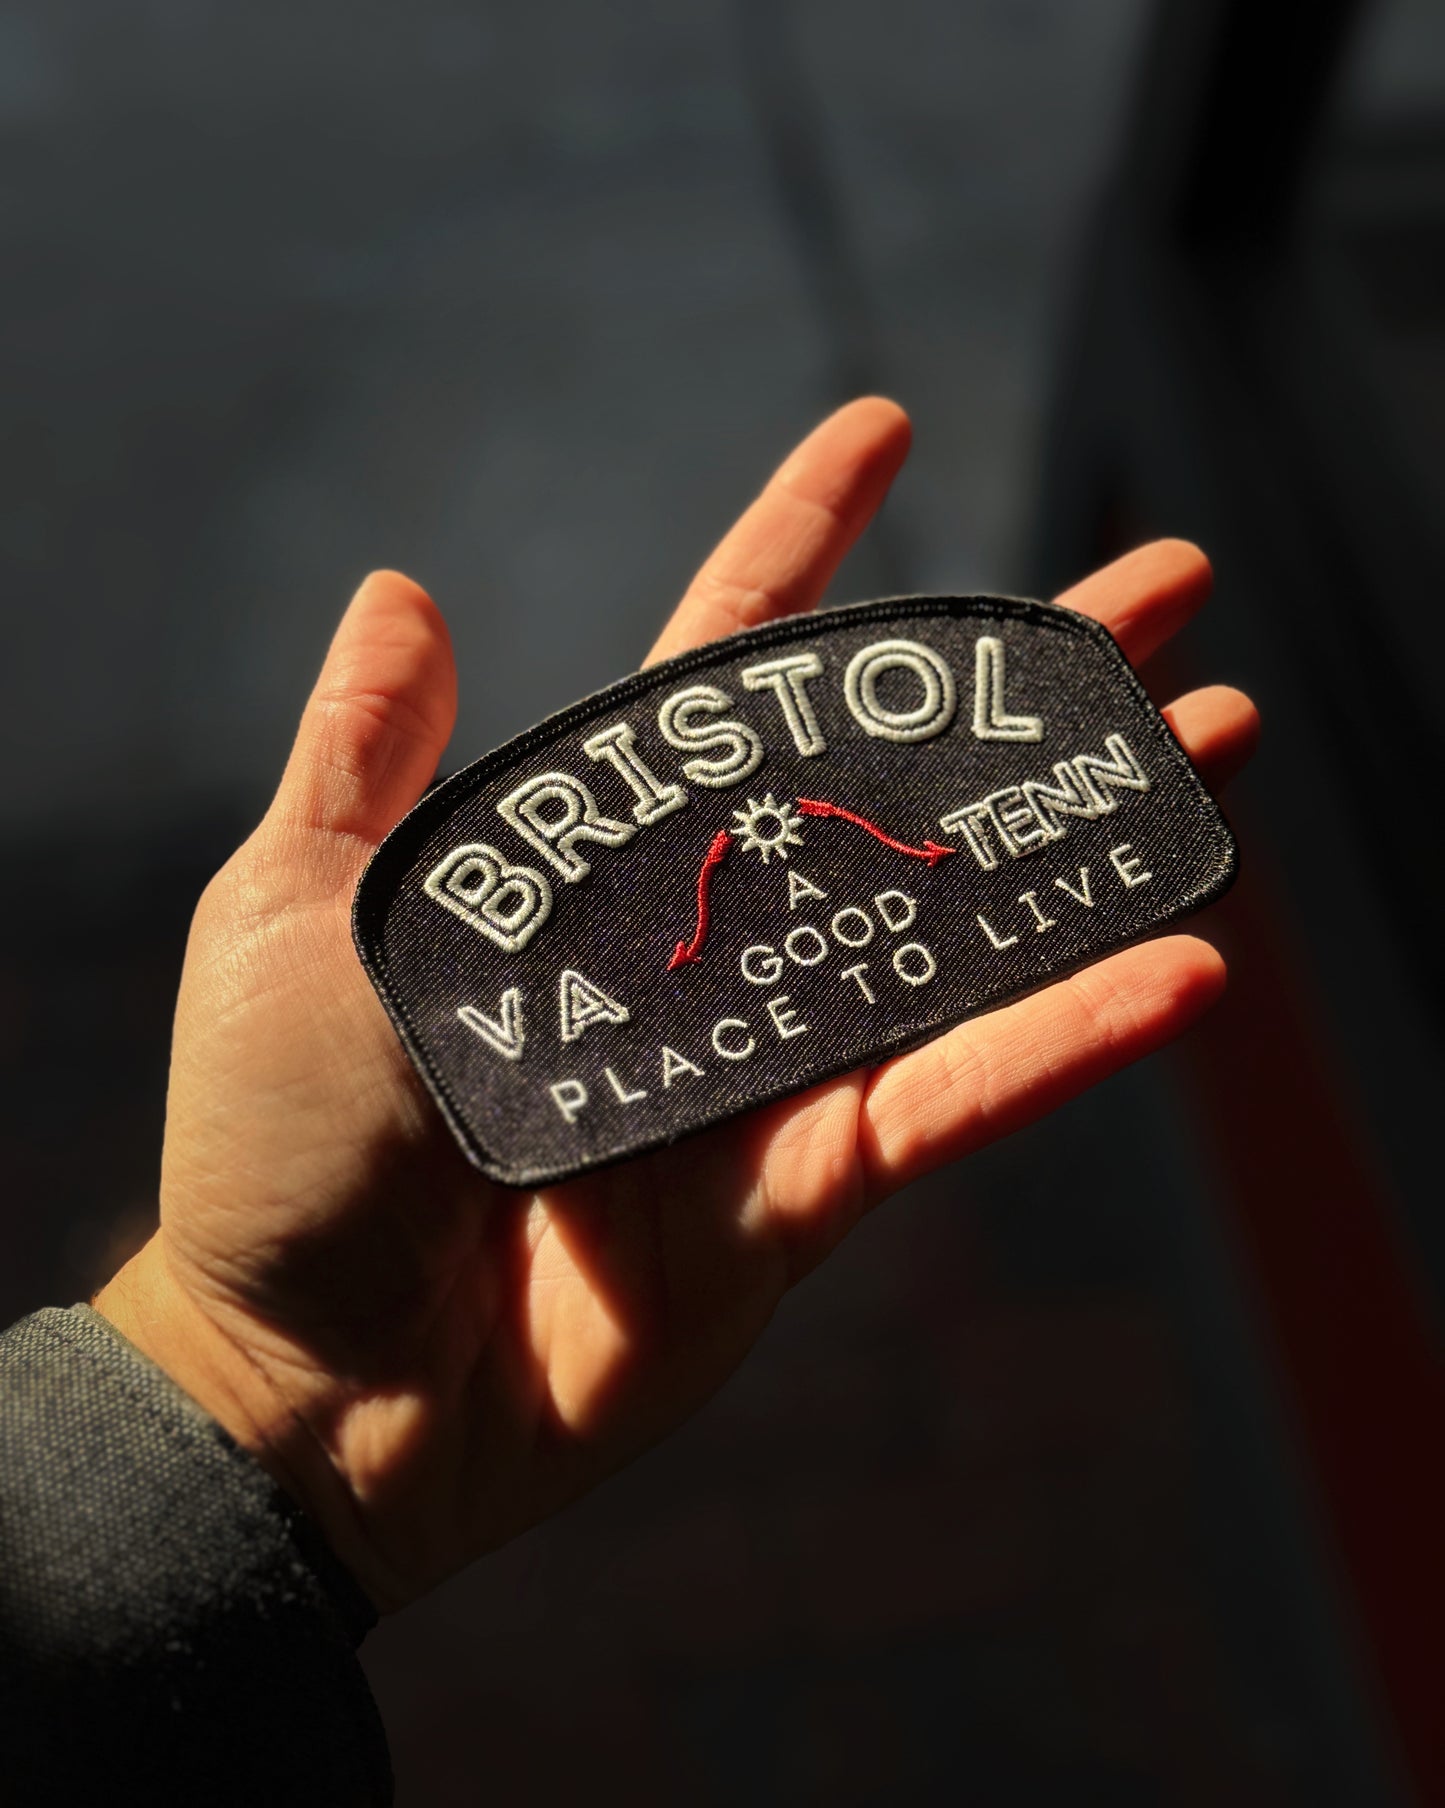 BRISTOL
VA TENN
A
GOOD
PLACE TO LIVE